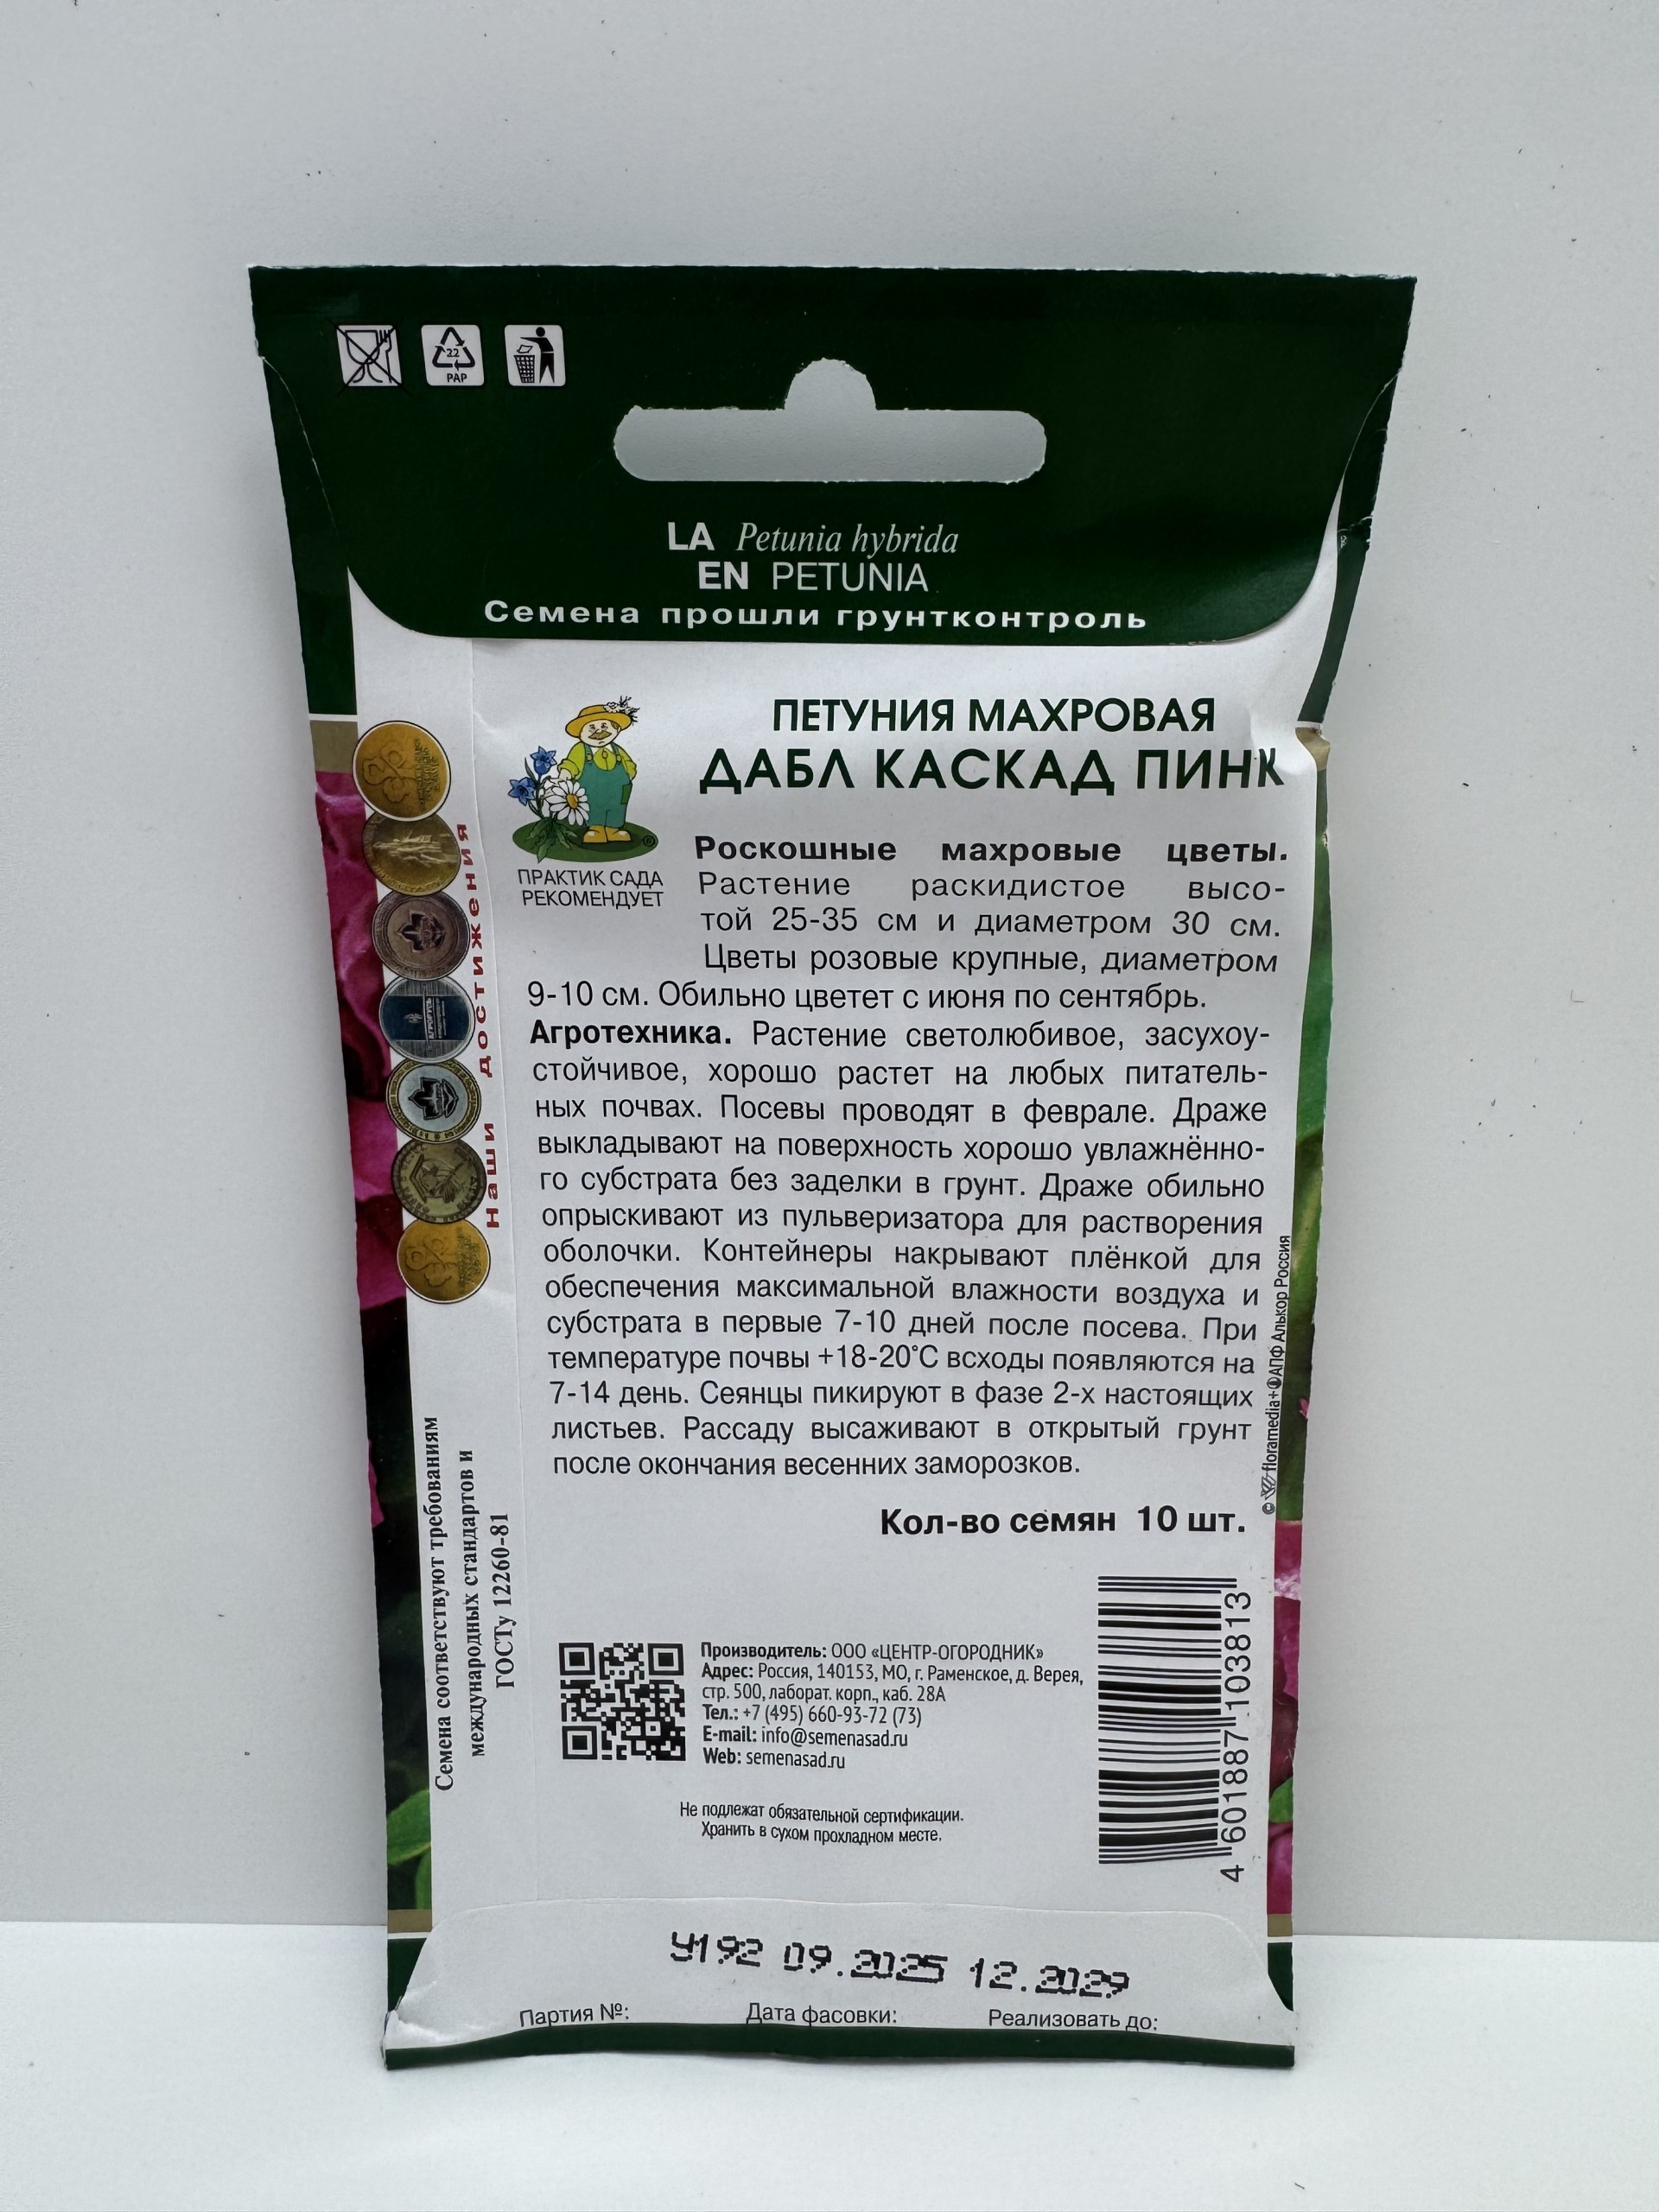 22
PAP
LA Petunia hybrida
EN PETUNIA
Семена прошли грунтконтроль
ПЕТУНИЯ МАХРОВАЯ
ДАБЛ КАСКАД ПИНК
ПРАКТИК САДА
РЕКОМЕНДУЕТ
Роскошные махровые цветы.
Растение раскидистое высо-
той 25-35 см и диаметром 30 см.
Цветы розовые крупные, диаметром
9-10 см. Обильно цветет с июня по сентябрь.
Агротехника. Растение светолюбивое, засухоу-
стойчивое, хорошо растет на любых питатель-
ных почвах. Посевы проводят в феврале. Драже
выкладывают на поверхность хорошо увлажнённо-
го субстрата без заделки в грунт. Драже обильно
опрыскивают из пульверизатора для растворения
оболочки. Контейнеры накрывают плёнкой для
обеспечения максимальной влажности воздуха и
субстрата в первые 7-10 дней после посева. При
температуре почвы +18-20°С всходы появляются на
7-14 день. Сеянцы пикируют в фазе 2-х настоящих
листьев. Рассаду высаживают в открытый грунт
после окончания весенних заморозков.
Кол-во семян 10 шт.
наши достижения
Семена соответствуют требованиям
международных стандартов и
ГОСТу 12260-81
© floramedia+ АПФ Алькор Россия
Производитель: ООО «ЦЕНТР-ОГОРОДНИК»
Адрес: Россия, 140153, МО, г. Раменское, д. Верея,
стр. 500, лаборат. корп., каб. 28А
Тел.: +7 (495) 660-93-72 (73)
E-mail: info@semenasad.ru
Web: semenasad.ru
4 601887 103813
Не подлежат обязательной сертификации.
Хранить в сухом прохладном месте.
У192 09.2025 12.2029
Партия №: Дата фасовки: Реализовать до: